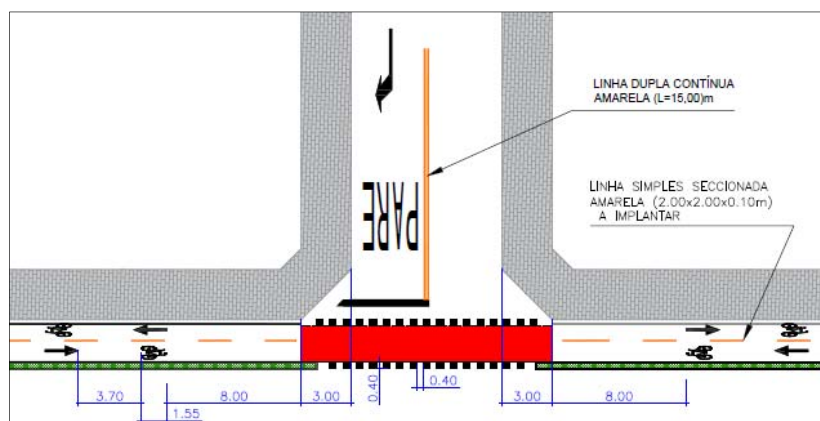 LINHA DUPLA CONTÍNUA
AMARELA (L=15,00)m
LINHA SIMPLES SECCIONADA
AMARELA (2.00x2.00x0.10m)
A IMPLANTAR
PARE
3.70
1.55
8.00
3.00
0.40
0.40
3.00
8.00